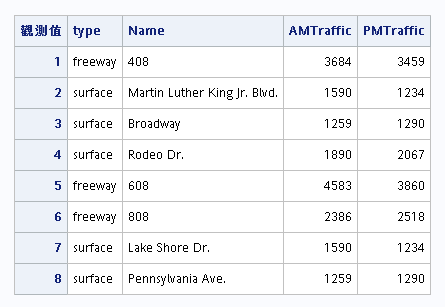 觀測值 type Name AMTraffic PMTraffic
1 freeway 408 3684 3459
2 surface Martin Luther King Jr. Blvd. 1590 1234
3 surface Broadway 1259 1290
4 surface Rodeo Dr. 1890 2067
5 freeway 608 4583 3860
6 freeway 808 2386 2518
7 surface Lake Shore Dr. 1590 1234
8 surface Pennsylvania Ave. 1259 1290